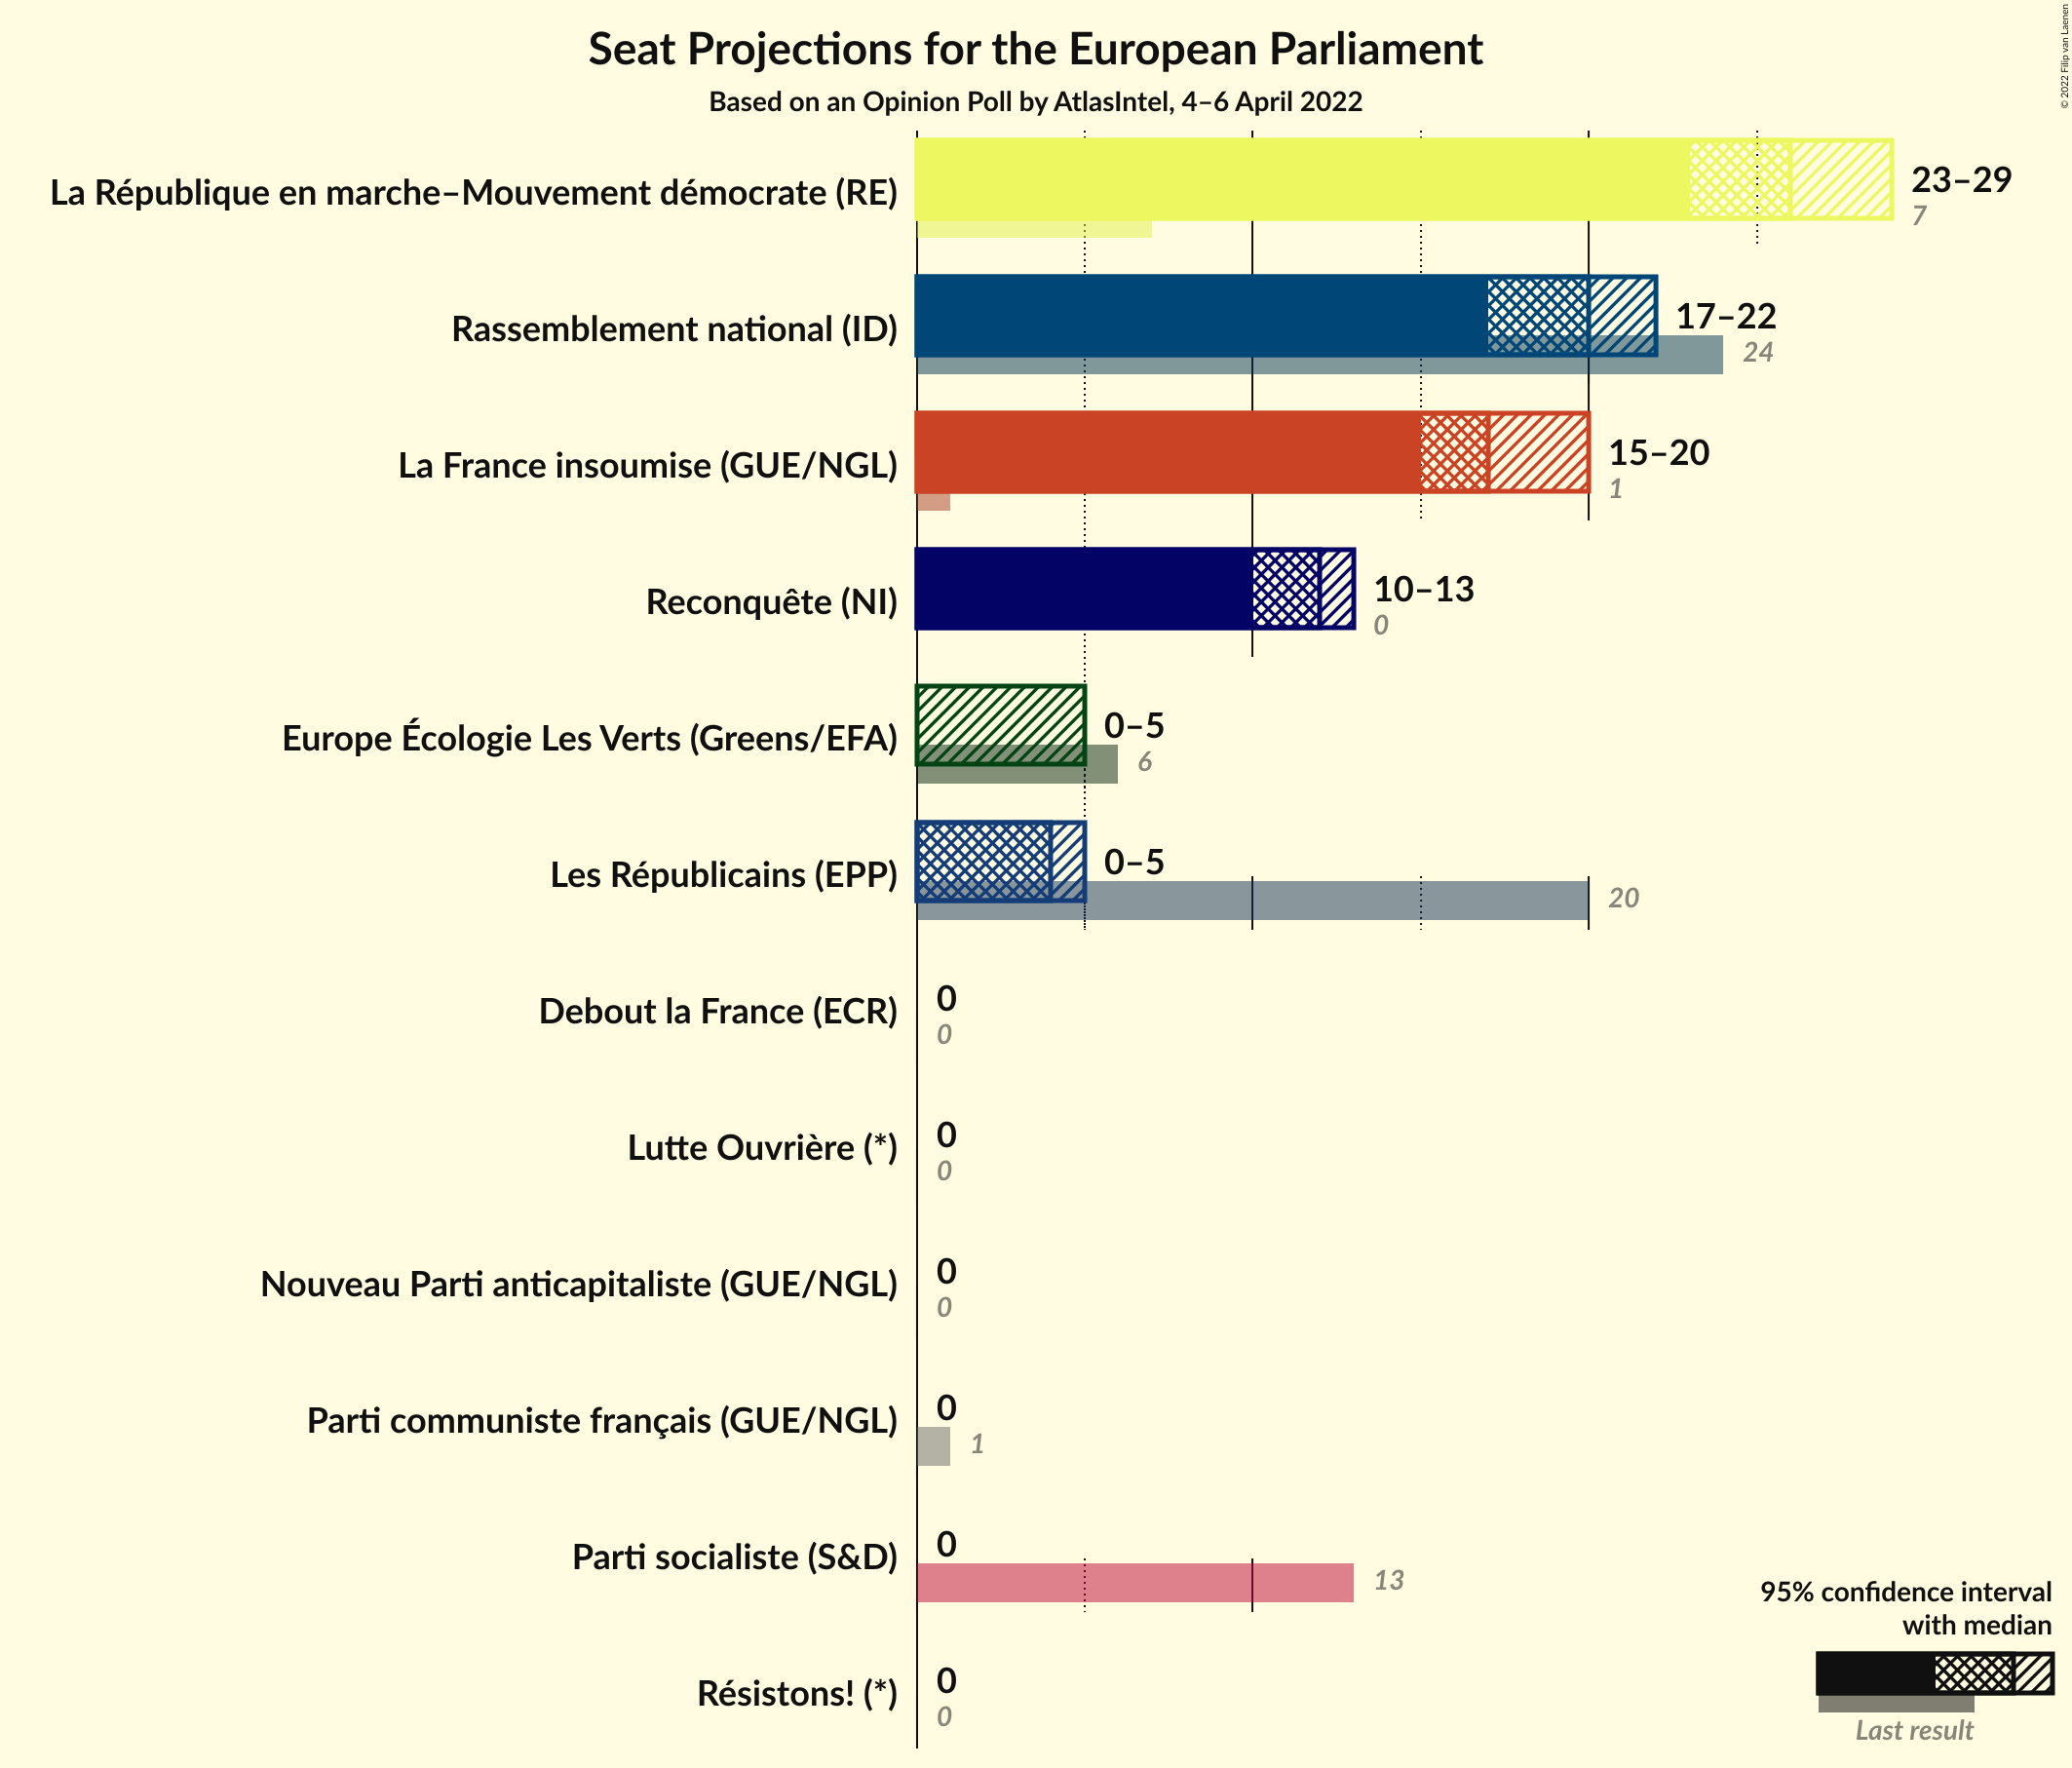 Seat Projections for the European Parliament
Based on an Opinion Poll by AtlasIntel, 4–6 April 2022
© 2022 Filip van Laenen
La République en marche–Mouvement démocrate (RE)
23–29
7
Rassemblement national (ID)
17–22
24
La France insoumise (GUE/NGL)
15–20
1
Reconquête (NI)
10–13
0
Europe Écologie Les Verts (Greens/EFA)
0–5
6
Les Républicains (EPP)
0–5
20
Debout la France (ECR)
0
0
Lutte Ouvrière (*)
0
0
Nouveau Parti anticapitaliste (GUE/NGL)
0
0
Parti communiste français (GUE/NGL)
0
1
Parti socialiste (S&D)
0
13
Résistons! (*)
0
0
95% confidence interval
with median
Last result